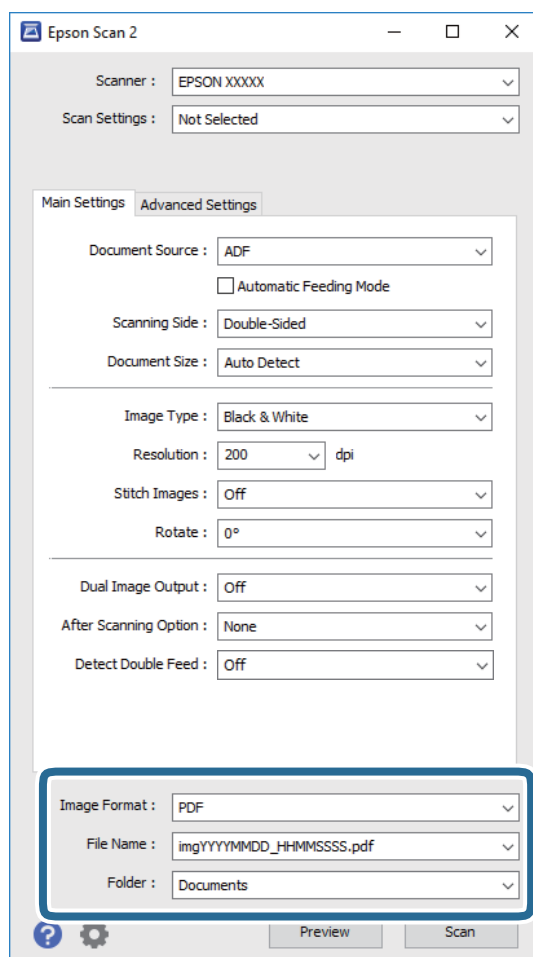 Epson Scan 2
Scanner : EPSON XXXXX
Scan Settings : Not Selected
Main Settings Advanced Settings
Document Source : ADF
Automatic Feeding Mode
Scanning Side : Double-Sided
Document Size : Auto Detect
Image Type : Black & White
Resolution : 200 dpi
Stitch Images : Off
Rotate : 0°
Dual Image Output : Off
After Scanning Option : None
Detect Double Feed : Off
Image Format : PDF
File Name : imgYYYYMMDD_HHMMSSSS.pdf
Folder : Documents
? Preview Scan